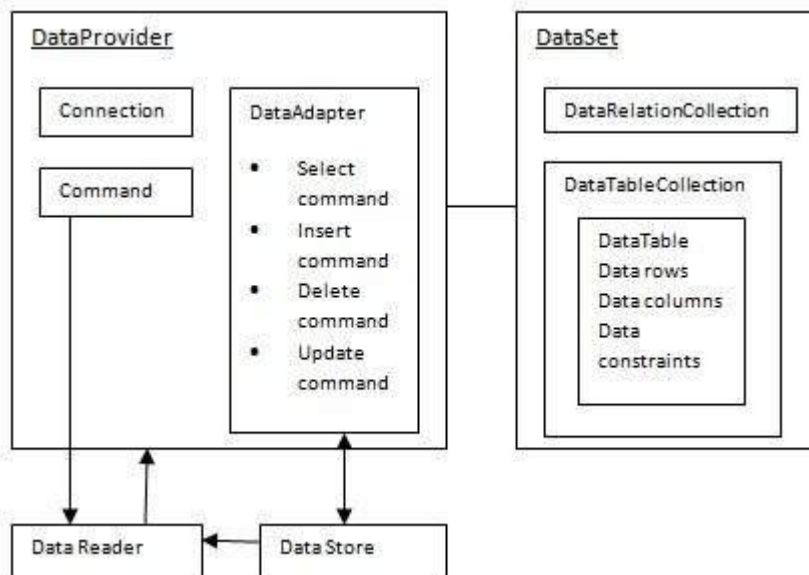 DataProvider
Connection
Command
DataAdapter
• Select
command
• Insert
command
• Delete
command
• Update
command
DataSet
DataRelationCollection
DataTableCollection
DataTable
Data rows
Data columns
Data
constraints
Data Reader
Data Store